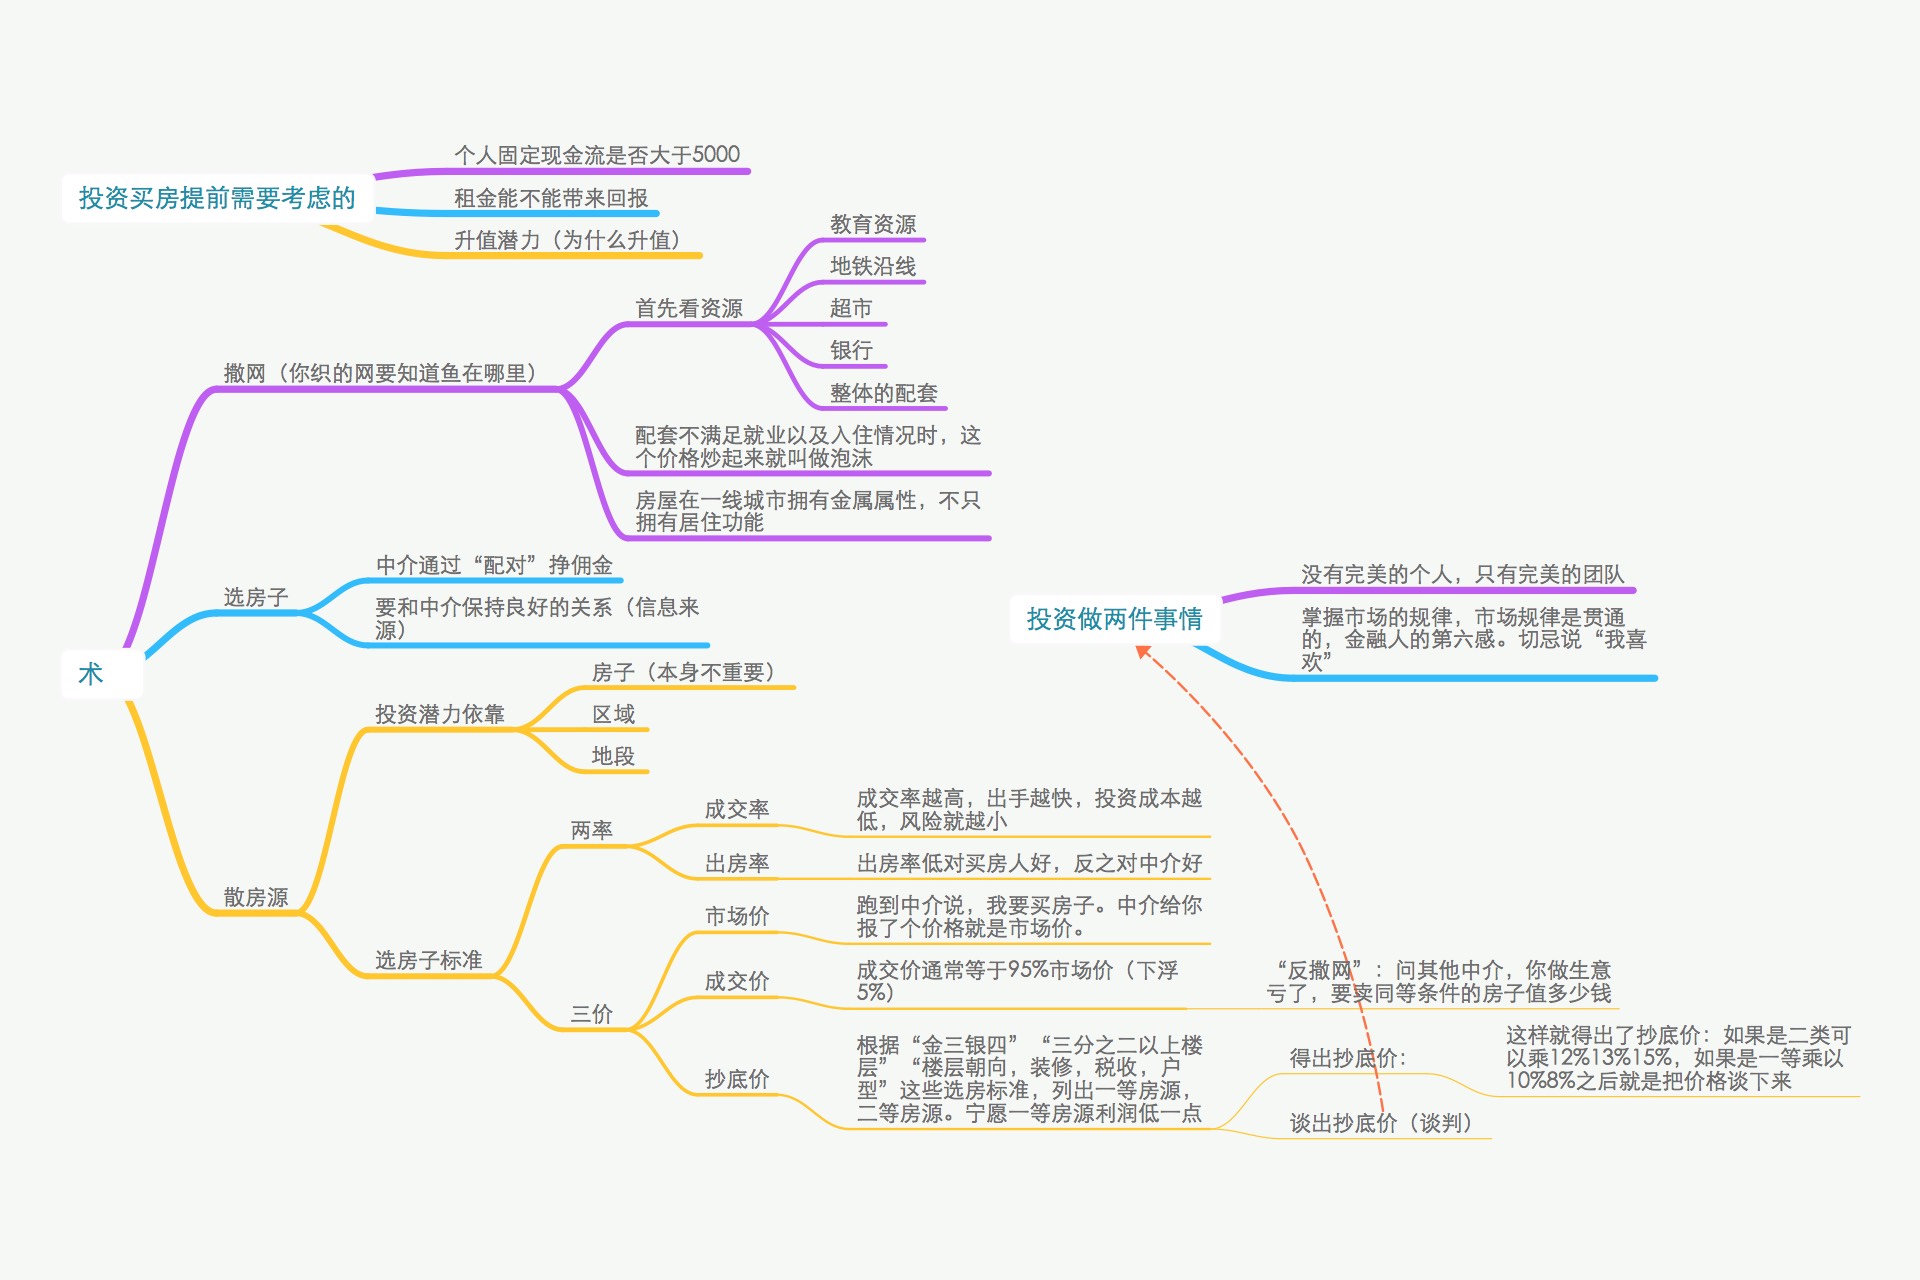 投资买房提前需要考虑的
个人固定现金流是否大于5000
租金能不能带来回报
升值潜力（为什么升值）
术
撒网（你织的网要知道鱼在哪里）
首先看资源
教育资源
地铁沿线
超市
银行
整体的配套
配套不满足就业以及入住情况时，这
个价格炒起来就叫做泡沫
房屋在一线城市拥有金属属性，不只
拥有居住功能
选房子
中介通过“配对”挣佣金
要和中介保持良好的关系（信息来
源）
散房源
投资潜力依靠
房子（本身不重要）
区域
地段
选房子标准
两率
成交率
成交率越高，出手越快，投资成本越
低，风险就越小
出房率
出房率低对买房人好，反之对中介好
三价
市场价
跑到中介说，我要买房子。中介给你
报了个价格就是市场价。
成交价
成交价通常等于95%市场价（下浮
5%）
“反撒网”：问其他中介，你做生意
亏了，要卖同等条件的房子值多少钱
抄底价
根据“金三银四”“三分之二以上楼
层”“楼层朝向，装修，税收，户
型”这些选房标准，列出一等房源，
二等房源。宁愿一等房源利润低一点
得出抄底价：
这样就得出了抄底价：如果是二类可
以乘12%13%15%，如果是一等乘以
10%8%之后就是把价格谈下来
谈出抄底价（谈判）
投资做两件事情
没有完美的个人，只有完美的团队
掌握市场的规律，市场规律是贯通
的，金融人的第六感。切忌说“我喜
欢”